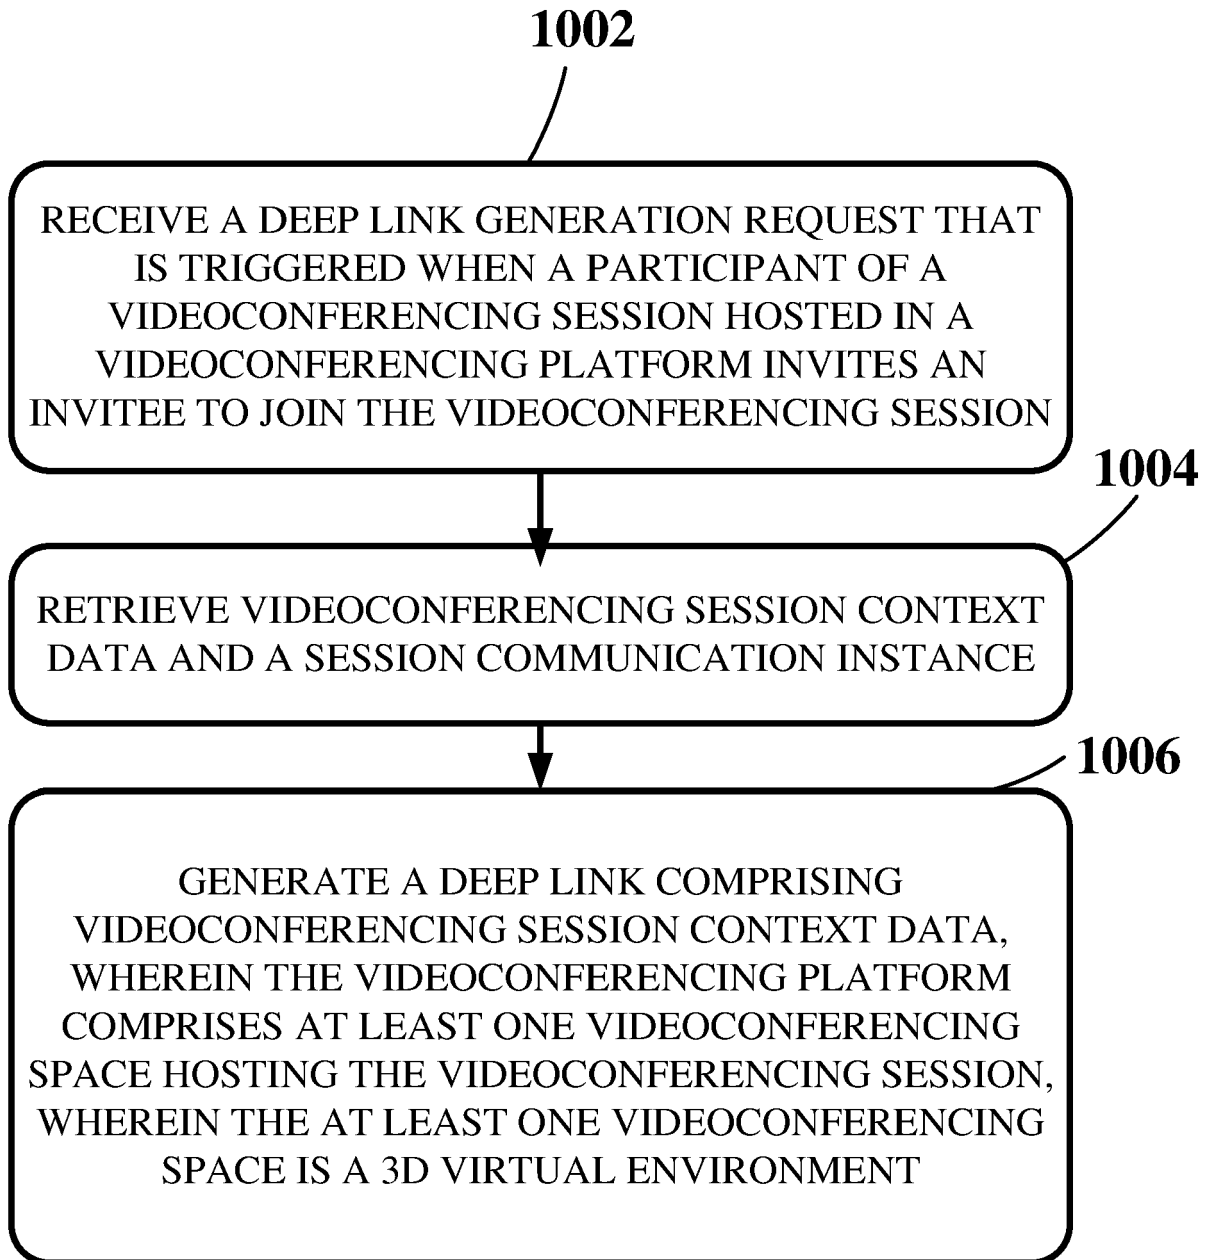 1002
RECEIVE A DEEP LINK GENERATION REQUEST THAT
IS TRIGGERED WHEN A PARTICIPANT OF A
VIDEOCONFERENCING SESSION HOSTED IN A
VIDEOCONFERENCING PLATFORM INVITES AN
INVITEE TO JOIN THE VIDEOCONFERENCING SESSION
1004
RETRIEVE VIDEOCONFERENCING SESSION CONTEXT
DATA AND A SESSION COMMUNICATION INSTANCE
1006
GENERATE A DEEP LINK COMPRISING
VIDEOCONFERENCING SESSION CONTEXT DATA,
WHEREIN THE VIDEOCONFERENCING PLATFORM
COMPRISES AT LEAST ONE VIDEOCONFERENCING
SPACE HOSTING THE VIDEOCONFERENCING SESSION,
WHEREIN THE AT LEAST ONE VIDEOCONFERENCING
SPACE IS A 3D VIRTUAL ENVIRONMENT